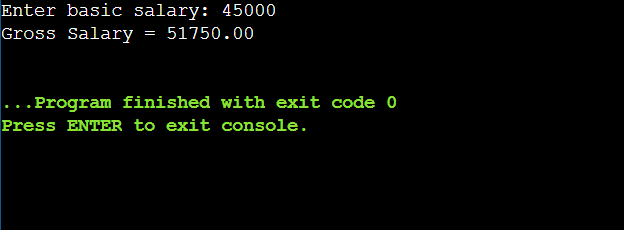 Enter basic salary: 45000
Gross Salary = 51750.00
...Program finished with exit code 0
Press ENTER to exit console.